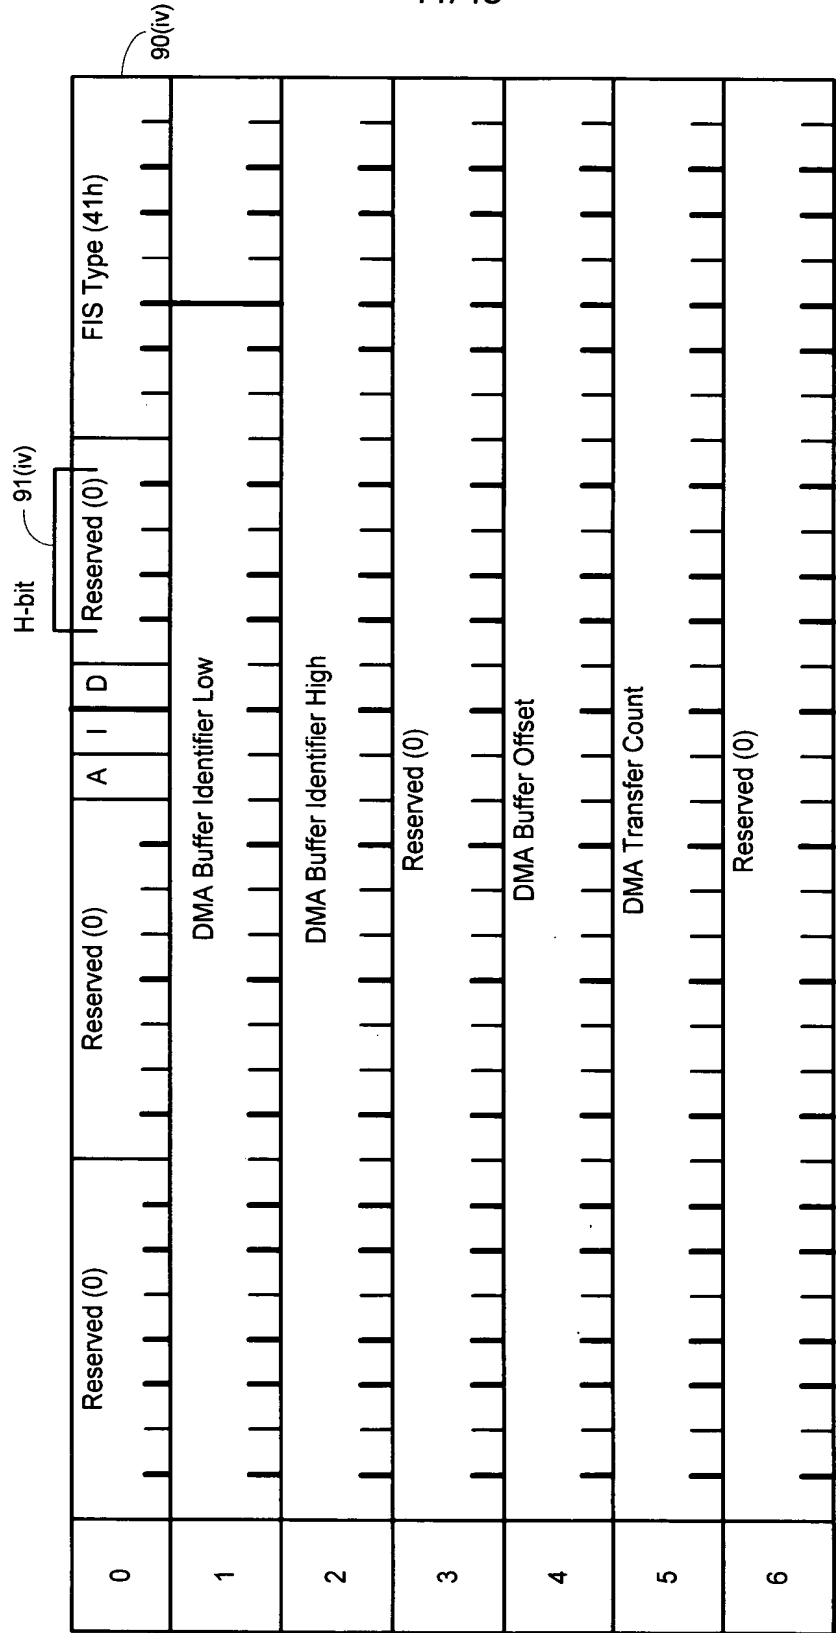 H-bit
91(iv)
90(iv)
0 Reserved (0) Reserved (0) A I D Reserved (0) FIS Type (41h)
1 DMA Buffer Identifier Low
2 DMA Buffer Identifier High
3 Reserved (0)
4 DMA Buffer Offset
5 DMA Transfer Count
6 Reserved (0)